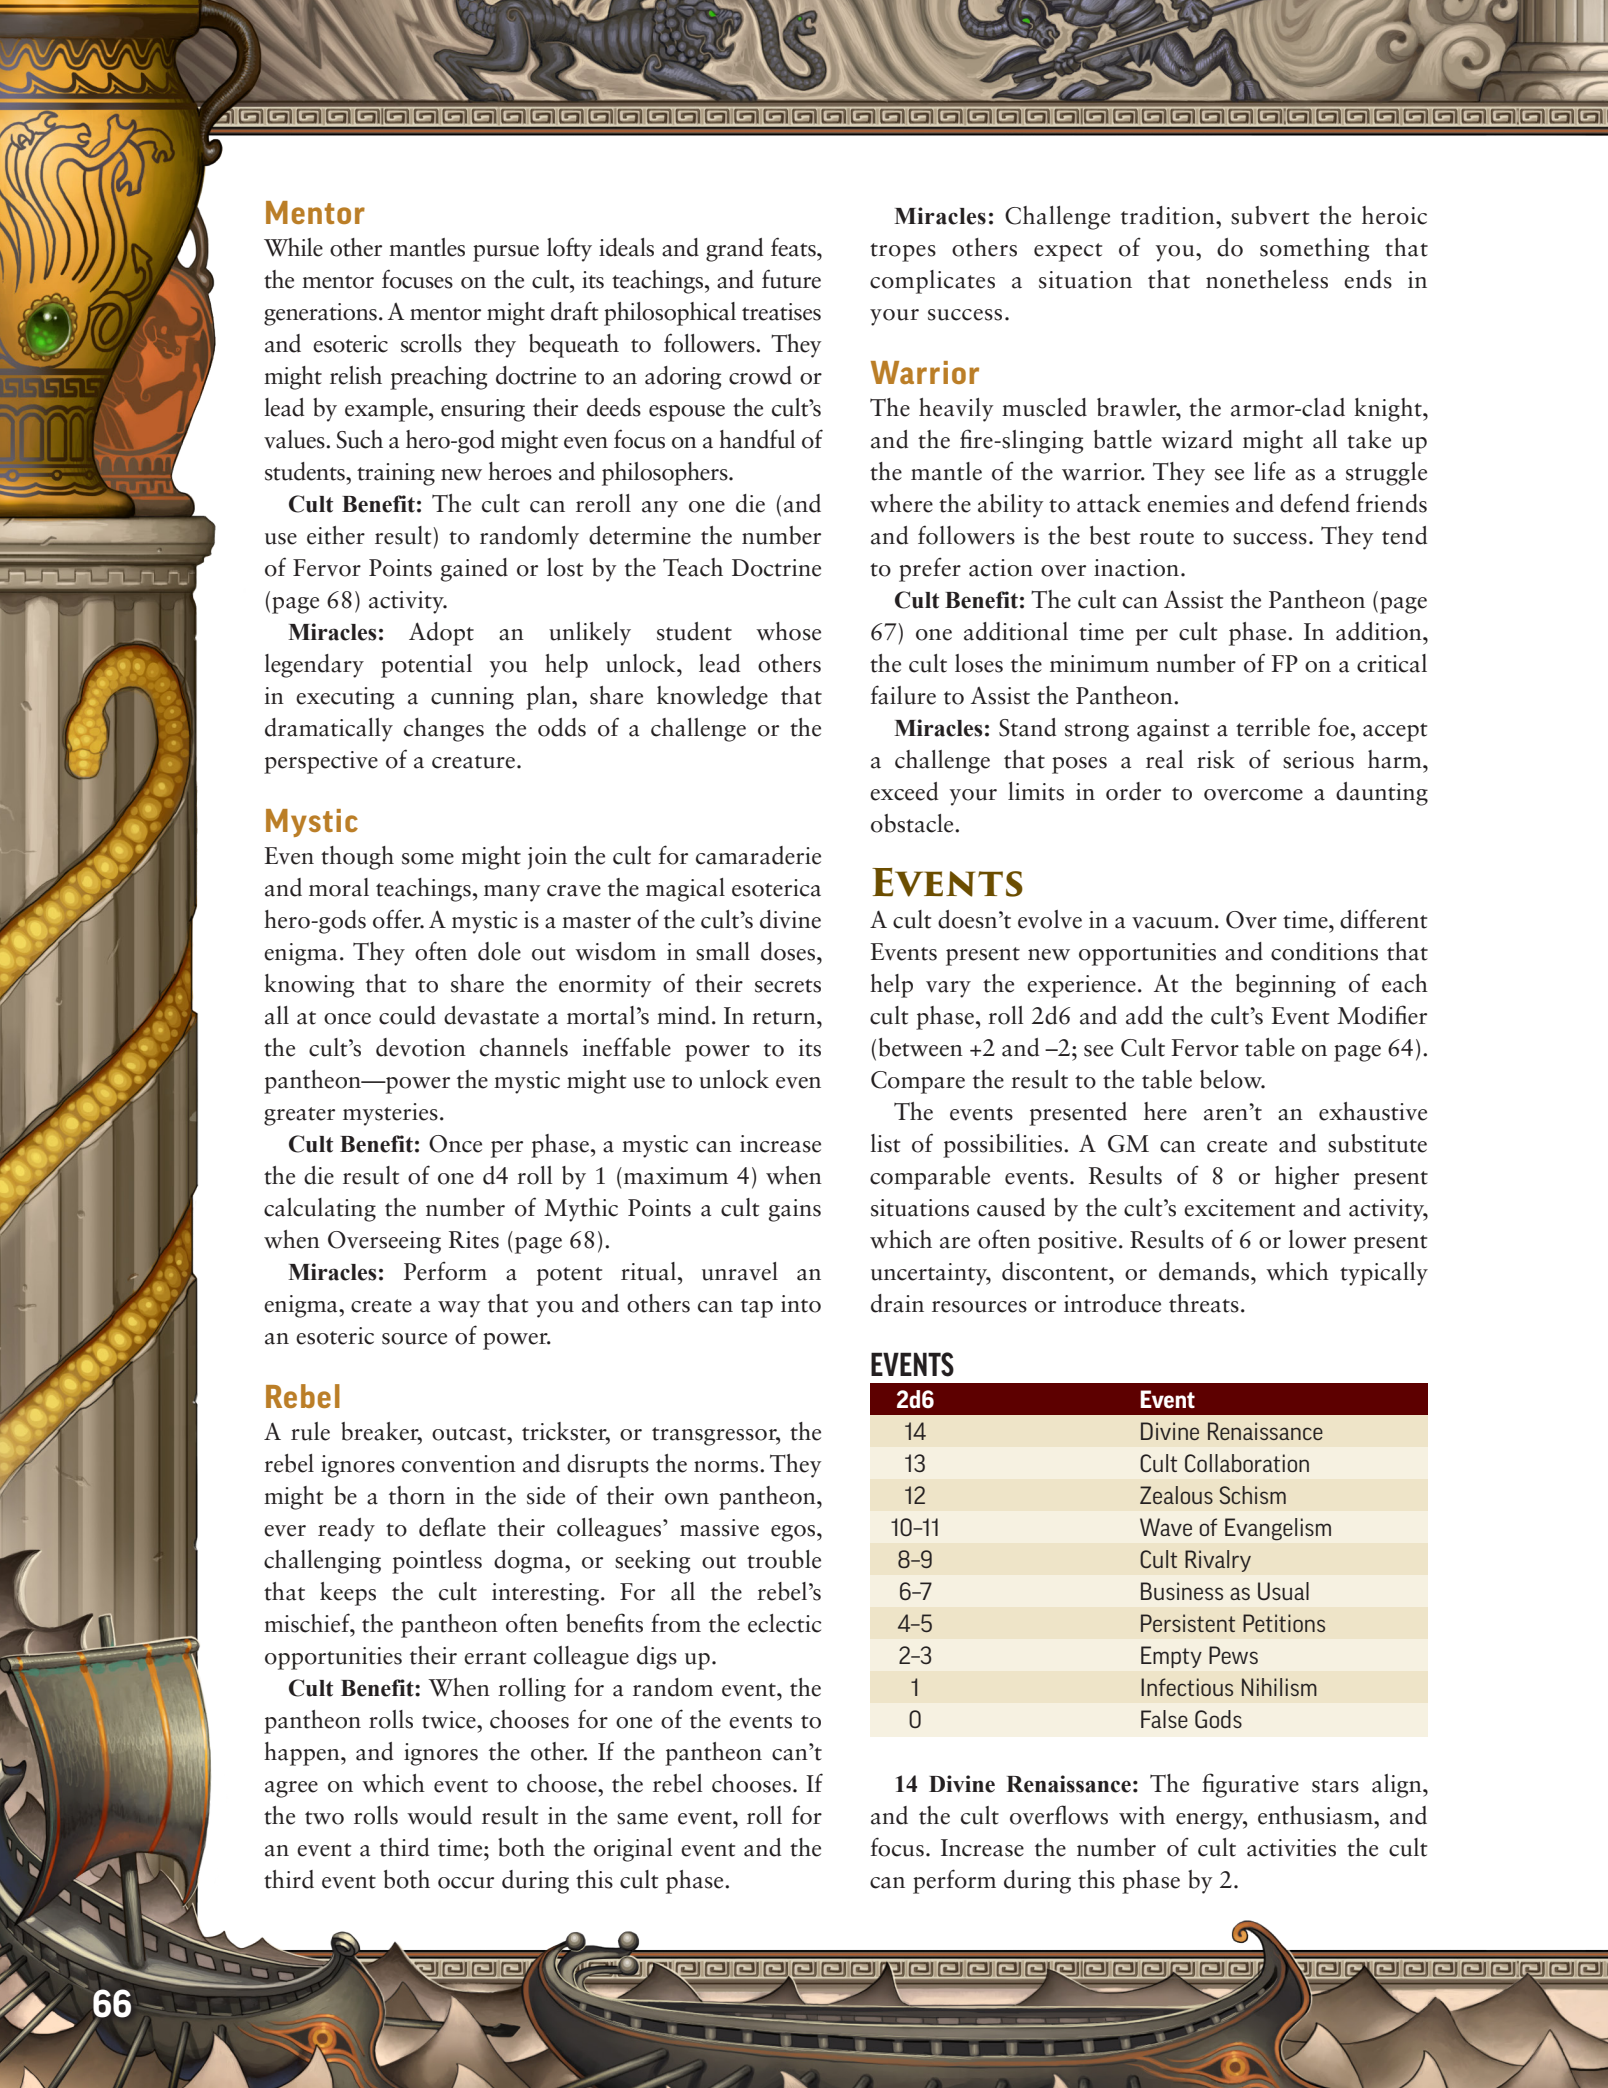 Mentor
While other mantles pursue lofty ideals and grand feats,
the mentor focuses on the cult, its teachings, and future
generations. A mentor might draft philosophical treatises
and esoteric scrolls they bequeath to followers. They
might relish preaching doctrine to an adoring crowd or
lead by example, ensuring their deeds espouse the cult’s
values. Such a hero-god might even focus on a handful of
students, training new heroes and philosophers.
Cult Benefit: The cult can reroll any one die (and
use either result) to randomly determine the number
of Fervor Points gained or lost by the Teach Doctrine
(page 68) activity.
Miracles: Adopt an unlikely student whose
legendary potential you help unlock, lead others
in executing a cunning plan, share knowledge that
dramatically changes the odds of a challenge or the
perspective of a creature.
Mystic
Even though some might join the cult for camaraderie
and moral teachings, many crave the magical esoterica
hero-gods offer. A mystic is a master of the cult’s divine
enigma. They often dole out wisdom in small doses,
knowing that to share the enormity of their secrets
all at once could devastate a mortal’s mind. In return,
the cult’s devotion channels ineffable power to its
pantheon—power the mystic might use to unlock even
greater mysteries.
Cult Benefit: Once per phase, a mystic can increase
the die result of one d4 roll by 1 (maximum 4) when
calculating the number of Mythic Points a cult gains
when Overseeing Rites (page 68).
Miracles: Perform a potent ritual, unravel an
enigma, create a way that you and others can tap into
an esoteric source of power.
Rebel
A rule breaker, outcast, trickster, or transgressor, the
rebel ignores convention and disrupts the norms. They
might be a thorn in the side of their own pantheon,
ever ready to deflate their colleagues’ massive egos,
challenging pointless dogma, or seeking out trouble
that keeps the cult interesting. For all the rebel’s
mischief, the pantheon often benefits from the eclectic
opportunities their errant colleague digs up.
Cult Benefit: When rolling for a random event, the
pantheon rolls twice, chooses for one of the events to
happen, and ignores the other. If the pantheon can’t
agree on which event to choose, the rebel chooses. If
the two rolls would result in the same event, roll for
an event a third time; both the original event and the
third event both occur during this cult phase.
Miracles: Challenge tradition, subvert the heroic
tropes others expect of you, do something that
complicates a situation that nonetheless ends in
your success.
Warrior
The heavily muscled brawler, the armor-clad knight,
and the fire-slinging battle wizard might all take up
the mantle of the warrior. They see life as a struggle
where the ability to attack enemies and defend friends
and followers is the best route to success. They tend
to prefer action over inaction.
Cult Benefit: The cult can Assist the Pantheon (page
67) one additional time per cult phase. In addition,
the cult loses the minimum number of FP on a critical
failure to Assist the Pantheon.
Miracles: Stand strong against a terrible foe, accept
a challenge that poses a real risk of serious harm,
exceed your limits in order to overcome a daunting
obstacle.
EVENTS
A cult doesn’t evolve in a vacuum. Over time, different
Events present new opportunities and conditions that
help vary the experience. At the beginning of each
cult phase, roll 2d6 and add the cult’s Event Modifier
(between +2 and –2; see Cult Fervor table on page 64).
Compare the result to the table below.
The events presented here aren’t an exhaustive
list of possibilities. A GM can create and substitute
comparable events. Results of 8 or higher present
situations caused by the cult’s excitement and activity,
which are often positive. Results of 6 or lower present
uncertainty, discontent, or demands, which typically
drain resources or introduce threats.
EVENTS
2d6 Event
14 Divine Renaissance
13 Cult Collaboration
12 Zealous Schism
10–11 Wave of Evangelism
8–9 Cult Rivalry
6–7 Business as Usual
4–5 Persistent Petitions
2–3 Empty Pews
1 Infectious Nihilism
0 False Gods
14 Divine Renaissance: The figurative stars align,
and the cult overflows with energy, enthusiasm, and
focus. Increase the number of cult activities the cult
can perform during this phase by 2.
66